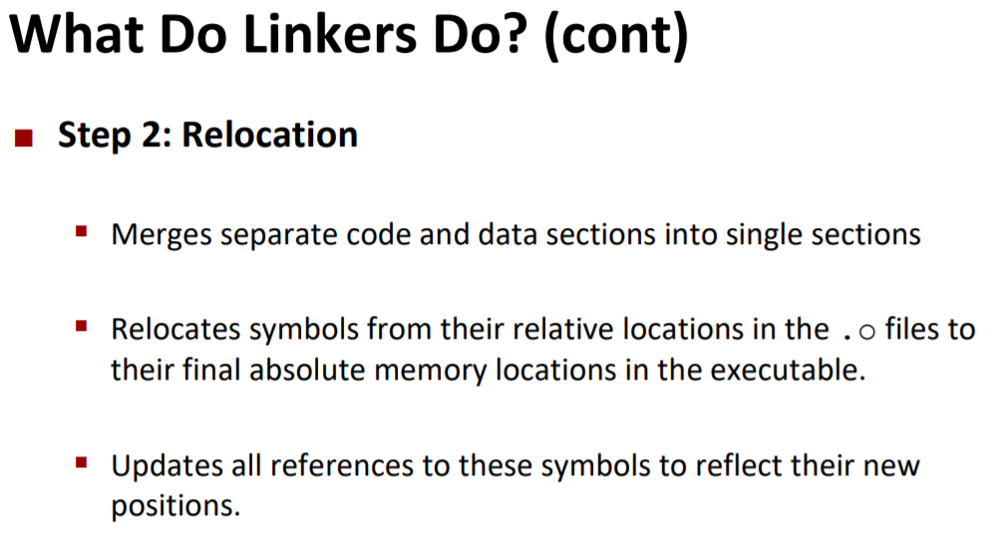 What Do Linkers Do? (cont)
Step 2: Relocation
Merges separate code and data sections into single sections
Relocates symbols from their relative locations in the .o files to
their final absolute memory locations in the executable.
Updates all references to these symbols to reflect their new
positions.